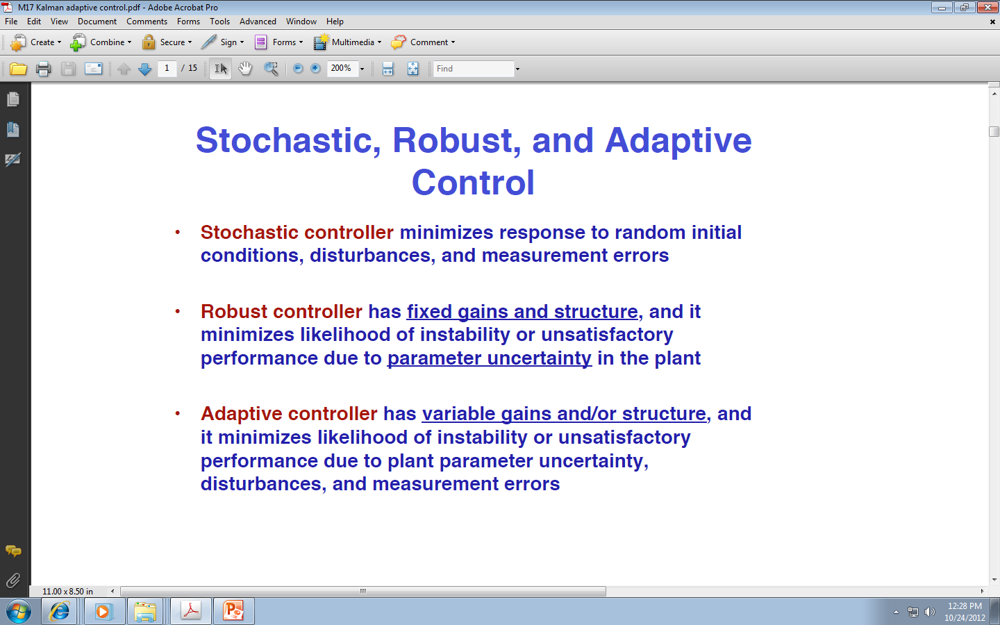 M17 Kalman adaptive control.pdf - Adobe Acrobat Pro
File Edit View Document Comments Forms Tools Advanced Window Help
Create Combine Secure Sign Forms Multimedia Comment
1 / 15 200% Find
Stochastic, Robust, and Adaptive
Control
• Stochastic controller minimizes response to random initial
conditions, disturbances, and measurement errors
• Robust controller has fixed gains and structure, and it
minimizes likelihood of instability or unsatisfactory
performance due to parameter uncertainty in the plant
• Adaptive controller has variable gains and/or structure, and
it minimizes likelihood of instability or unsatisfactory
performance due to plant parameter uncertainty,
disturbances, and measurement errors
11.00 x 8.50 in
12:28 PM
10/24/2012